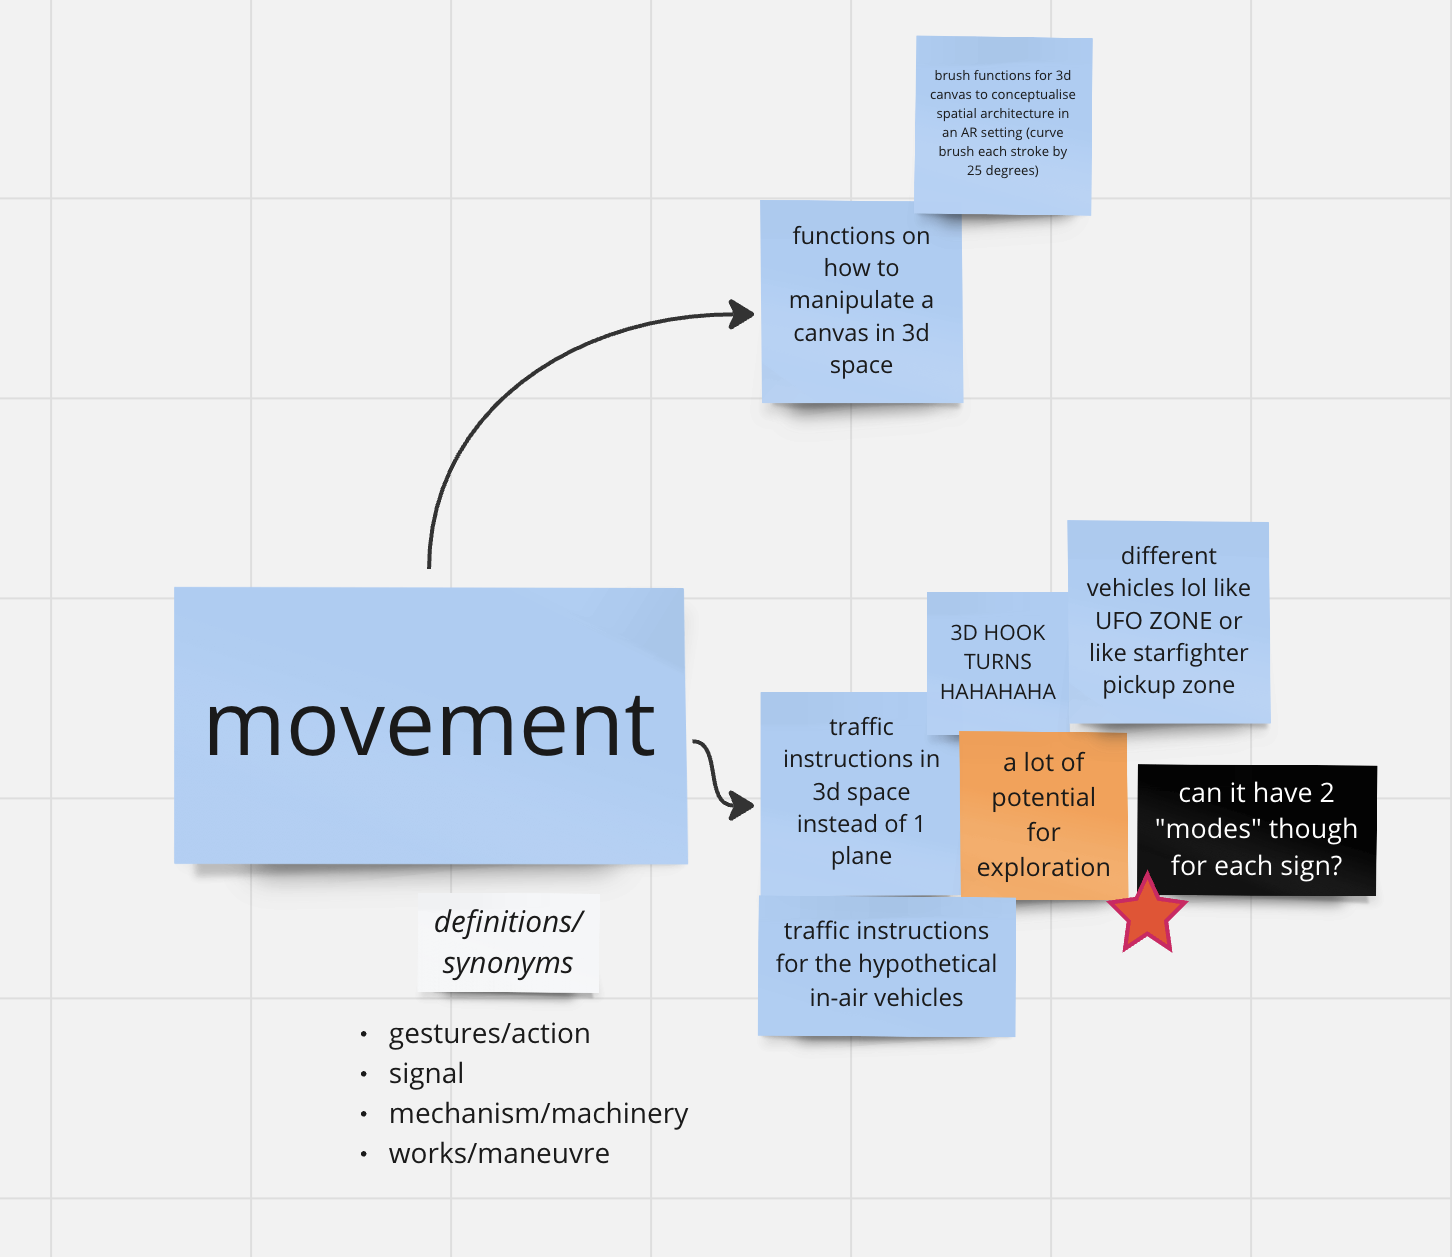 brush functions for 3d
canvas to conceptualise
spatial architecture in
an AR setting (curve
brush each stroke by
25 degrees)
functions on
how to
manipulate a
canvas in 3d
space
movement
definitions/
synonyms
· gestures/action
· signal
· mechanism/machinery
· works/maneuvre
different
vehicles lol like
UFO ZONE or
like starfighter
pickup zone
3D HOOK
TURNS
HAHAHAHA
traffic
instructions in
3d space
instead of 1
plane
a lot of
potential
for
exploration
can it have 2
"modes" though
for each sign?
traffic instructions
for the hypothetical
in-air vehicles